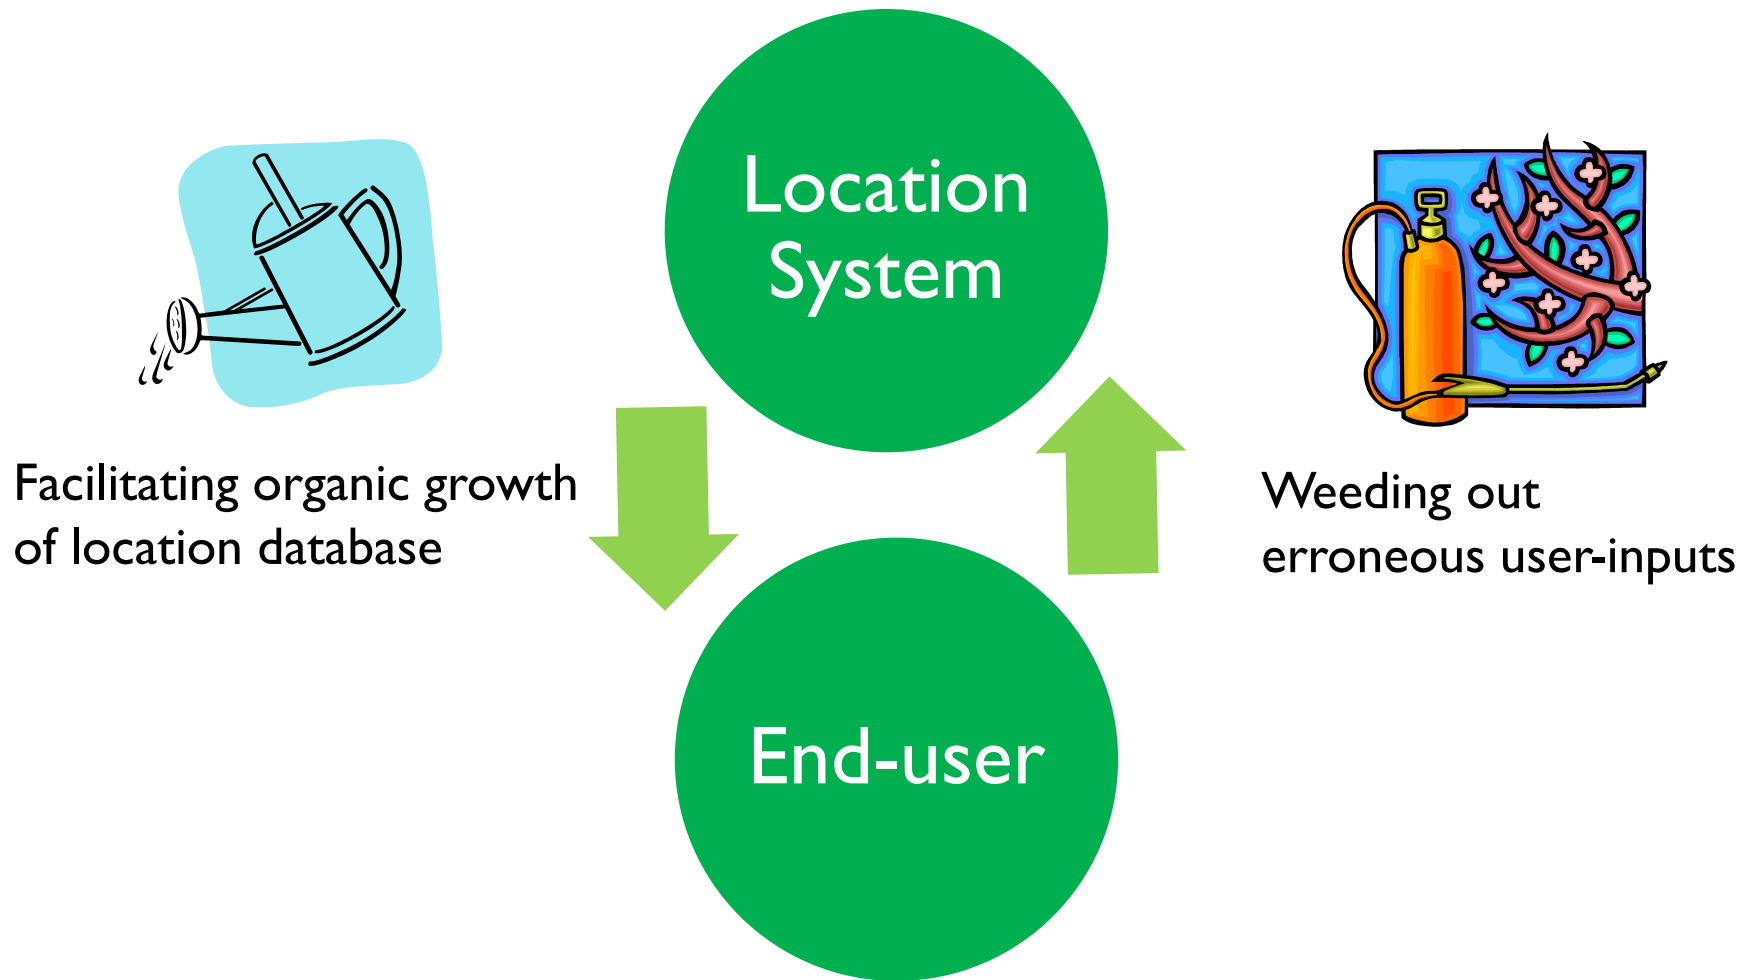 Location
System
Facilitating organic growth
of location database
Weeding out
erroneous user-inputs
End-user